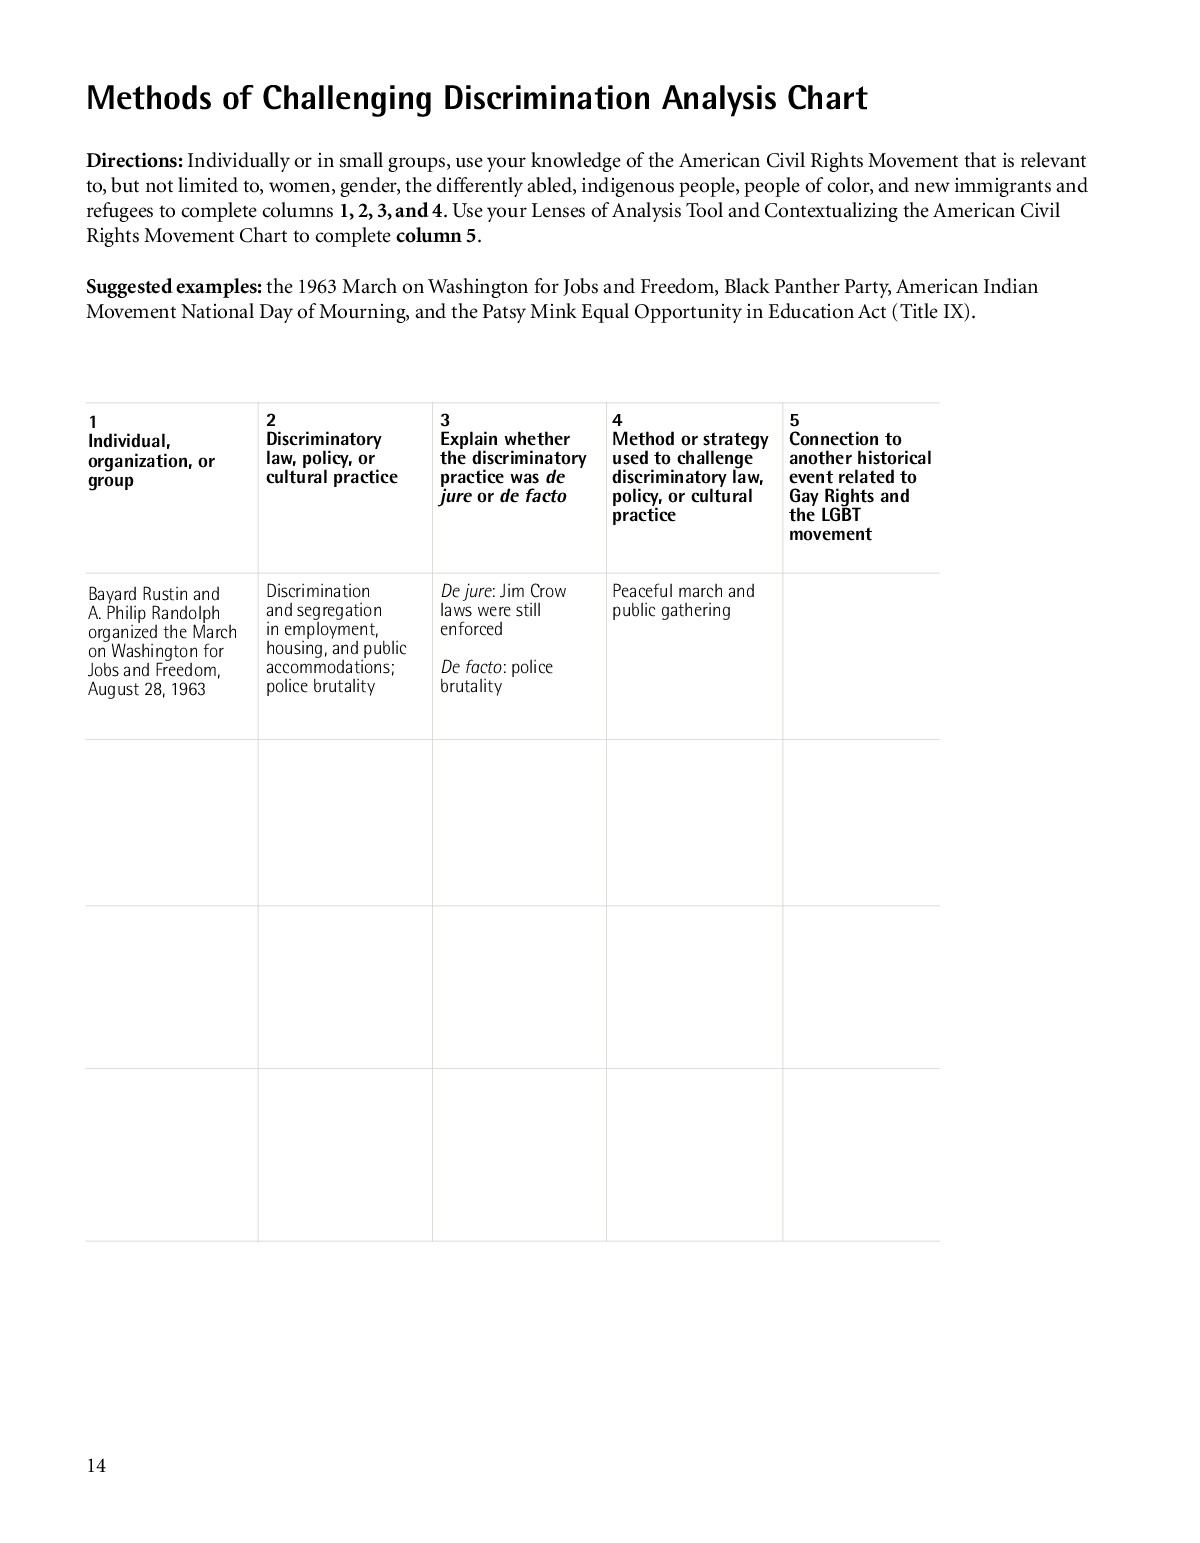 Methods of Challenging Discrimination Analysis Chart
Directions: Individually or in small groups, use your knowledge of the American Civil Rights Movement that is relevant
to, but not limited to, women, gender, the differently abled, indigenous people, people of color, and new immigrants and
refugees to complete columns 1, 2, 3, and 4. Use your Lenses of Analysis Tool and Contextualizing the American Civil
Rights Movement Chart to complete column 5.
Suggested examples: the 1963 March on Washington for Jobs and Freedom, Black Panther Party, American Indian
Movement National Day of Mourning, and the Patsy Mink Equal Opportunity in Education Act (Title IX).
1
Individual,
organization, or
group
2
Discriminatory
law, policy, or
cultural practice
3
Explain whether
the discriminatory
practice was de
jure or de facto
4
Method or strategy
used to challenge
discriminatory law,
policy, or cultural
practice
5
Connection to
another historical
event related to
Gay Rights and
the LGBT
movement
Bayard Rustin and
A. Philip Randolph
organized the March
on Washington for
Jobs and Freedom,
August 28, 1963
Discrimination
and segregation
in employment,
housing, and public
accommodations;
police brutality
De jure: Jim Crow
laws were still
enforced
De facto: police
brutality
Peaceful march and
public gathering
14